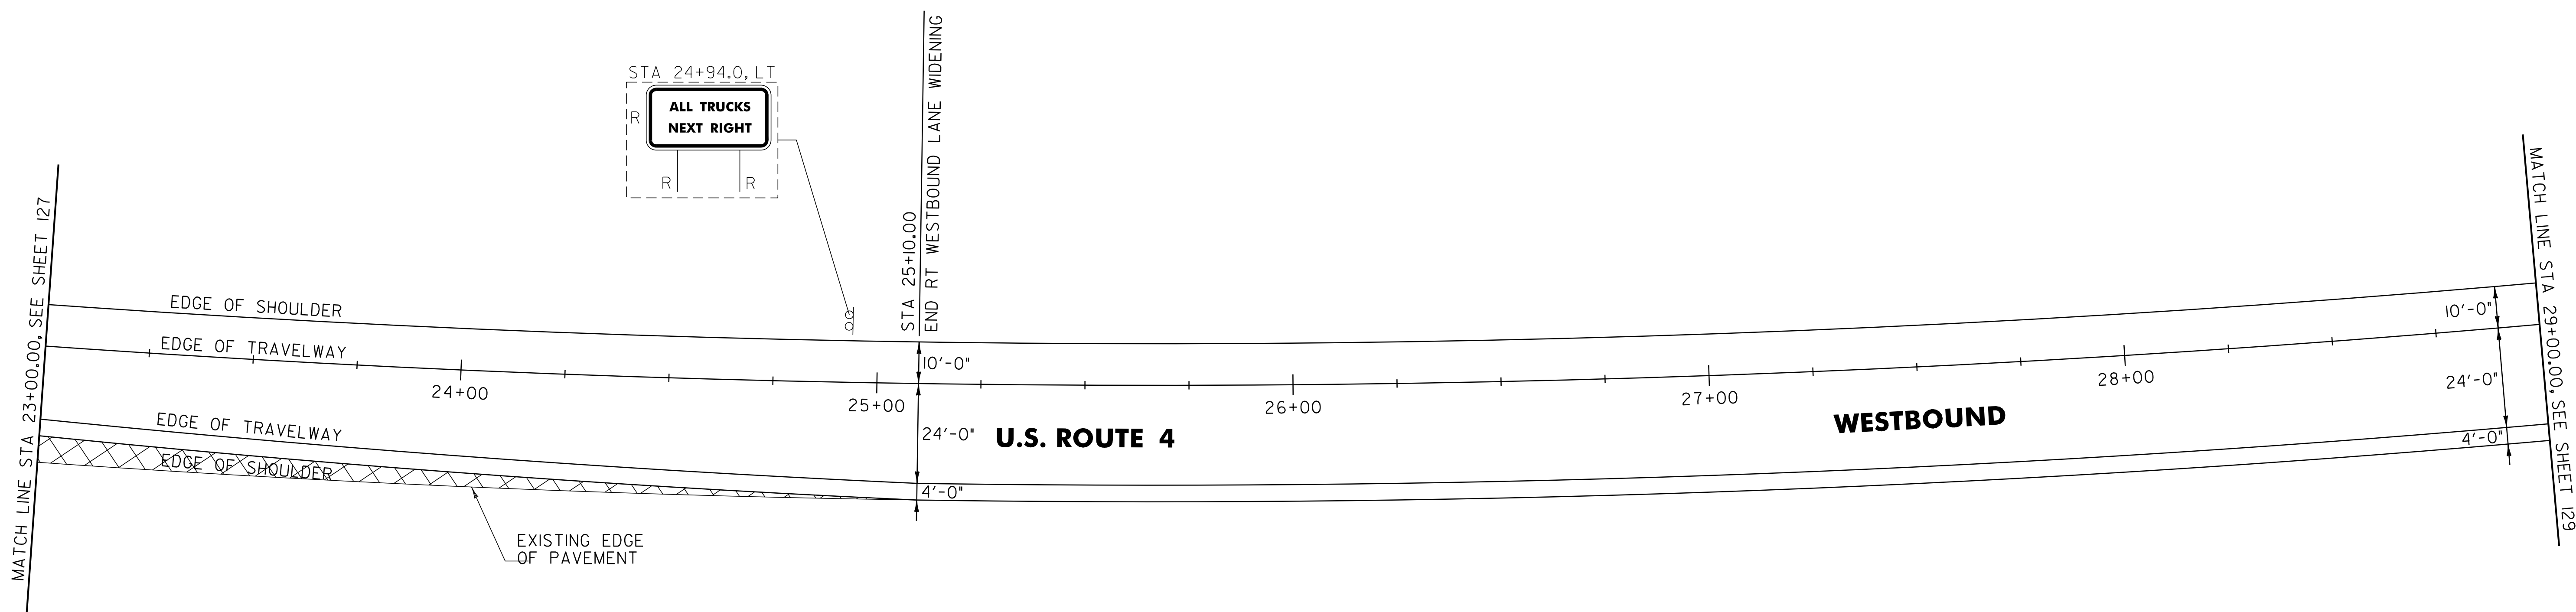 STA 24+94.0, LT
R
ALL TRUCKS
NEXT RIGHT
R
R
STA 25+10.00
END RT WESTBOUND LANE WIDENING
MATCH LINE STA 23+00.00, SEE SHEET 127
MATCH LINE STA 29+00.00, SEE SHEET 129
EDGE OF SHOULDER
EDGE OF TRAVELWAY
24+00
25+00
26+00
27+00
28+00
10'-0"
24'-0"
4'-0"
10'-0"
24'-0"
4'-0"
EDGE OF TRAVELWAY
EDGE OF SHOULDER
U.S. ROUTE 4
WESTBOUND
EXISTING EDGE
OF PAVEMENT